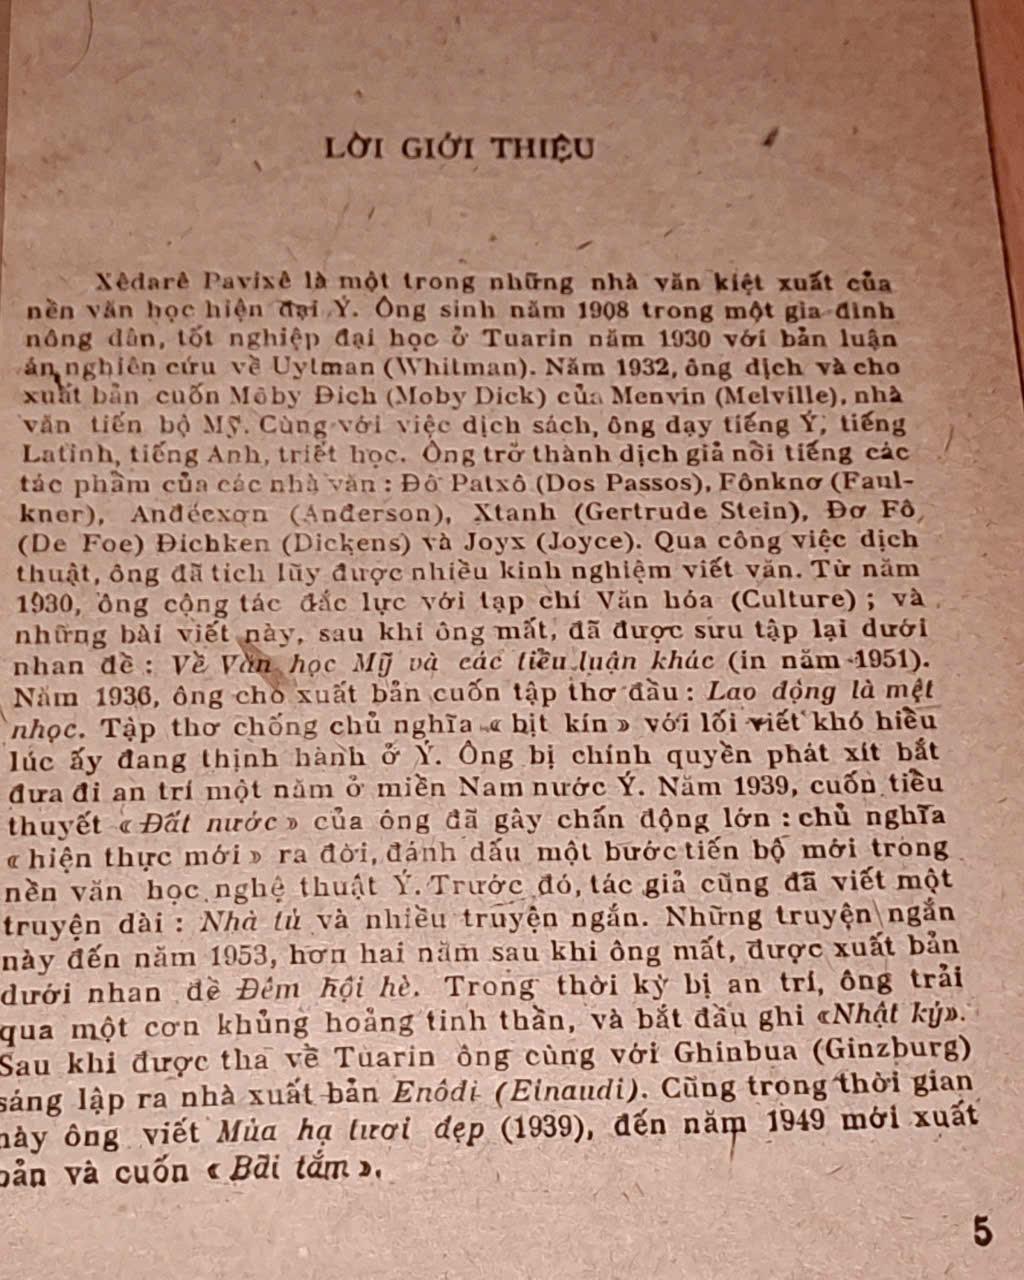 LỜI GIỚI THIỆU
Xêdarê Pavixê là một trong những nhà văn kiệt xuất của
nền văn học hiện đại Ý. Ông sinh năm 1908 trong một gia đình
nông dân, tốt nghiệp đại học ở Tuarin năm 1930 với bản luận
án nghiên cứu về Uytman (Whitman). Năm 1932, ông dịch và cho
xuất bản cuốn Môby Đich (Moby Dick) của Menvin (Melville), nhà
văn tiến bộ Mỹ. Cùng với việc dịch sách, ông dạy tiếng Ý, tiếng
Latinh, tiếng Anh, triết học. Ông trở thành dịch giả nổi tiếng các
tác phẩm của các nhà văn : Đô Patxô (Dos Passos), Fônknơ (Faul-
kner), Anđécxơn (Anđerson), Xtanh (Gertrude Stein), Đơ Fô
(De Foe) Đichken (Dickens) và Joyx (Joyce). Qua công việc dịch
thuật, ông đã tích lũy được nhiều kinh nghiệm viết văn. Từ năm
1930, ông cộng tác đắc lực với tạp chí Văn hóa (Culture) ; và
những bài viết này, sau khi ông mất, đã được sưu tập lại dưới
nhan đề : Về Văn học Mỹ và các tiểu luận khác (in năm 1951).
Năm 1936, ông cho xuất bản cuốn tập thơ đầu : Lao động là mệt
nhọc. Tập thơ chống chủ nghĩa « bịt kín » với lối viết khó hiểu
lúc ấy đang thịnh hành ở Ý. Ông bị chính quyền phát xít bắt
đưa đi an trí một năm ở miền Nam nước Ý. Năm 1939, cuốn tiểu
thuyết « Đất nước » của ông đã gây chấn động lớn : chủ nghĩa
« hiện thực mới » ra đời, đánh dấu một bước tiến bộ mới trong
nền văn học nghệ thuật Ý. Trước đó, tác giả cũng đã viết một
truyện dài : Nhà tù và nhiều truyện ngắn. Những truyện ngắn
này đến năm 1953, hơn hai năm sau khi ông mất, được xuất bản
dưới nhan đề Đêm hội hè. Trong thời kỳ bị an trí, ông trải
qua một cơn khủng hoảng tinh thần, và bắt đầu ghi «Nhật ký».
Sau khi được tha về Tuarin ông cùng với Ghinbua (Ginzburg)
sáng lập ra nhà xuất bản Enôdi (Einaudi). Cũng trong thời gian
này ông viết Mùa hạ tươi đẹp (1939), đến năm 1949 mới xuất
bản và cuốn « Bãi tắm ».
5